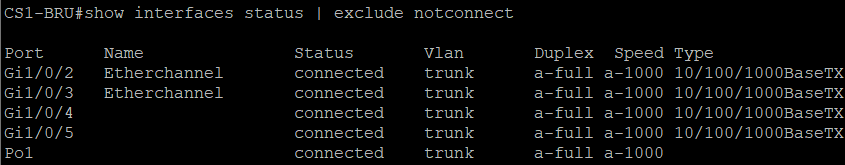 CS1-BRU#show interfaces status | exclude notconnect
Port Name Status Vlan Duplex Speed Type
Gi1/0/2 Etherchannel connected trunk a-full a-1000 10/100/1000BaseTX
Gi1/0/3 Etherchannel connected trunk a-full a-1000 10/100/1000BaseTX
Gi1/0/4 connected trunk a-full a-1000 10/100/1000BaseTX
Gi1/0/5 connected trunk a-full a-1000 10/100/1000BaseTX
Po1 connected trunk a-full a-1000